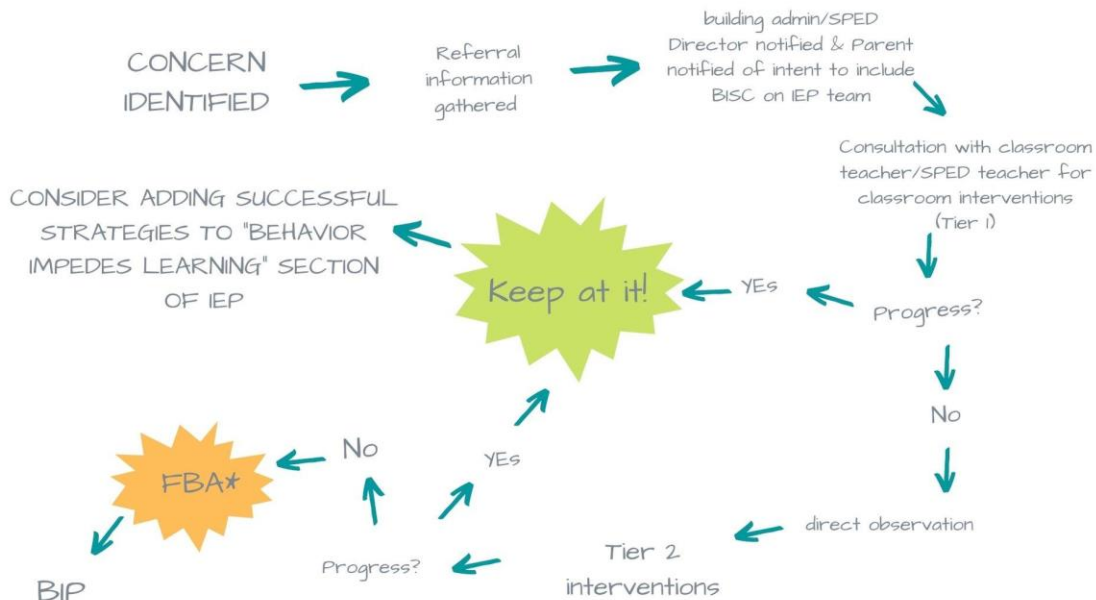 CONCERN
IDENTIFIED
Referral
information
gathered
building admin/SPED
Director notified & Parent
notified of intent to include
BISC on IEP team
Consultation with classroom
teacher/SPED teacher for
classroom interventions
(Tier 1)
Progress?
YEs
Keep at it!
CONSIDER ADDING SUCCESSFUL
STRATEGIES TO "BEHAVIOR
IMPEDES LEARNING" SECTION
OF IEP
No
direct observation
Tier 2
interventions
Progress?
YEs
No
FBA*
BIP